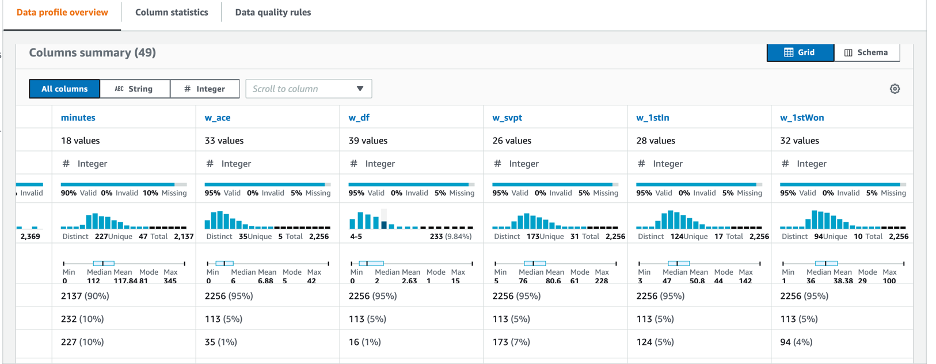 Data profile overview Column statistics Data quality rules
Columns summary (49) Grid Schema
All columns ABC String # Integer Scroll to column
minutes w_ace w_df w_svpt w_1stIn w_1stWon
18 values 33 values 39 values 26 values 28 values 32 values
# Integer # Integer # Integer # Integer # Integer # Integer
Invalid 90% Valid 0% Invalid 10% Missing 95% Valid 0% Invalid 5% Missing 95% Valid 0% Invalid 5% Missing 95% Valid 0% Invalid 5% Missing 95% Valid 0% Invalid 5% Missing 95% Valid 0% Invalid 5% Missing
2,369 Distinct 227 Unique 47 Total 2,137 Distinct 35 Unique 5 Total 2,256 4-5 233 (9.84%) Distinct 173 Unique 31 Total 2,256 Distinct 124 Unique 17 Total 2,256 Distinct 94 Unique 10 Total 2,256
Min Median Mean Mode Max Min Median Mean Mode Max Min Median Mean Mode Max Min Median Mean Mode Max Min Median Mean Mode Max Min Median Mean Mode Max
0 112 117.84 81 345 0 6 6.88 5 42 0 2 2.63 1 15 5 76 80.6 61 228 3 47 50.8 44 142 1 36 38.38 29 100
2137 (90%) 2256 (95%) 2256 (95%) 2256 (95%) 2256 (95%) 2256 (95%)
232 (10%) 113 (5%) 113 (5%) 113 (5%) 113 (5%) 113 (5%)
227 (10%) 35 (1%) 16 (1%) 173 (7%) 124 (5%) 94 (4%)